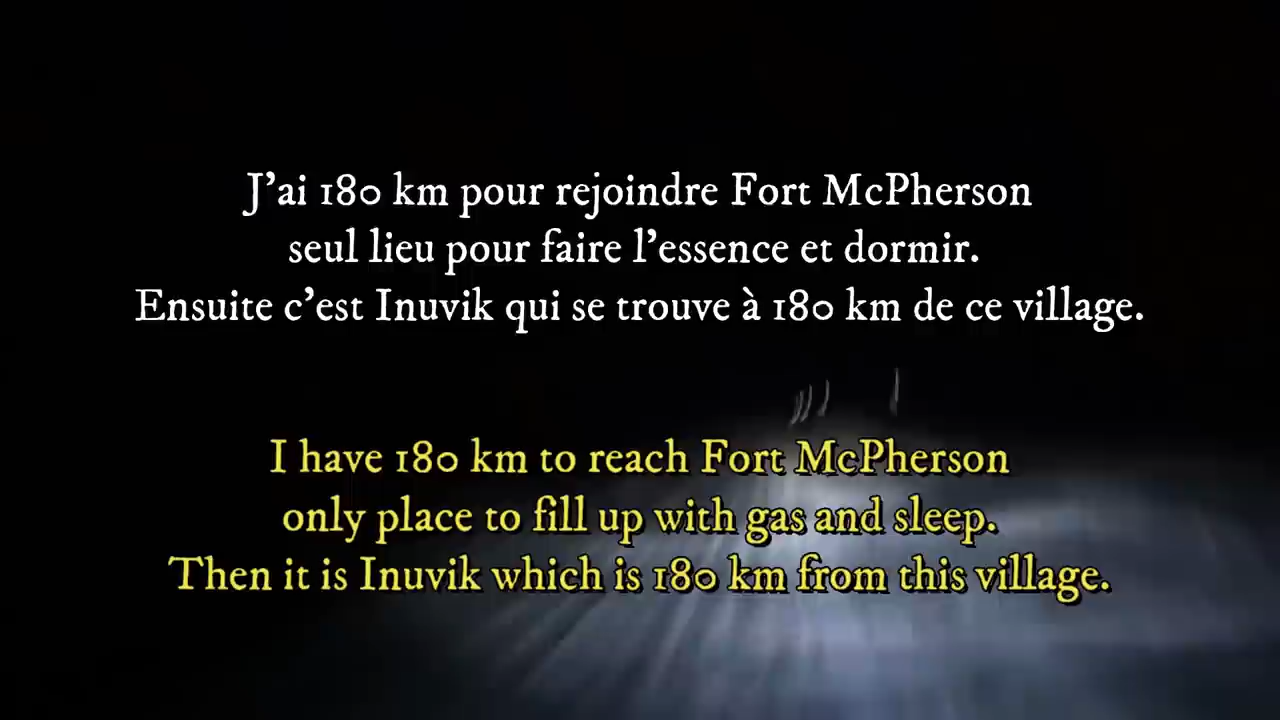 J'ai 180 km pour rejoindre Fort McPherson
seul lieu pour faire l'essence et dormir.
Ensuite c'est Inuvik qui se trouve à 180 km de ce village.
I have 180 km to reach Fort McPherson
only place to fill up with gas and sleep.
Then it is Inuvik which is 180 km from this village.